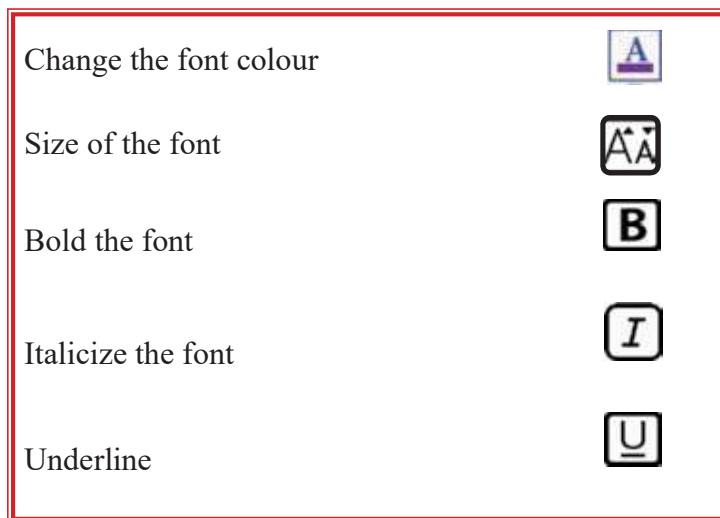 Change the font colour A
Size of the font AA
Bold the font B
Italicize the font I
Underline U